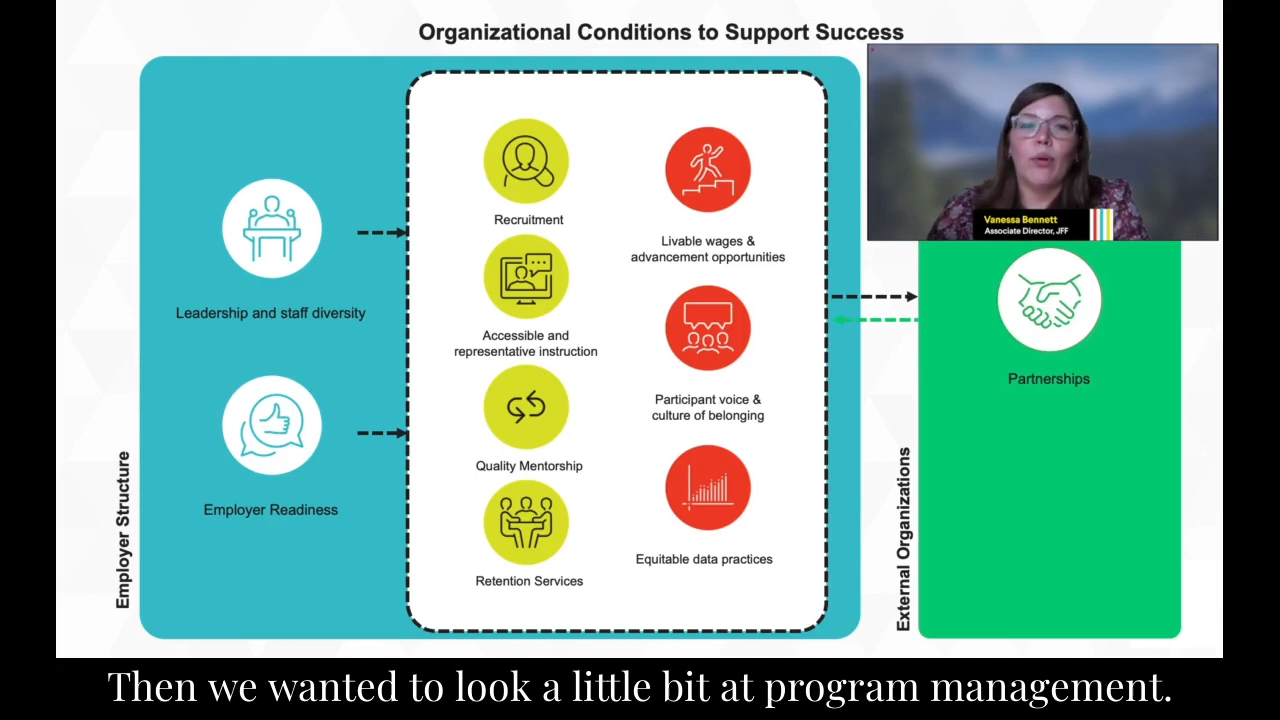 Organizational Conditions to Support Success
Leadership and staff diversity
Employer Readiness
Employer Structure
Recruitment
Accessible and
representative instruction
Quality Mentorship
Retention Services
Livable wages &
advancement opportunities
Participant voice &
culture of belonging
Equitable data practices
Vanessa Bennett
Associate Director, JFF
Partnerships
External Organizations
Then we wanted to look a little bit at program management.